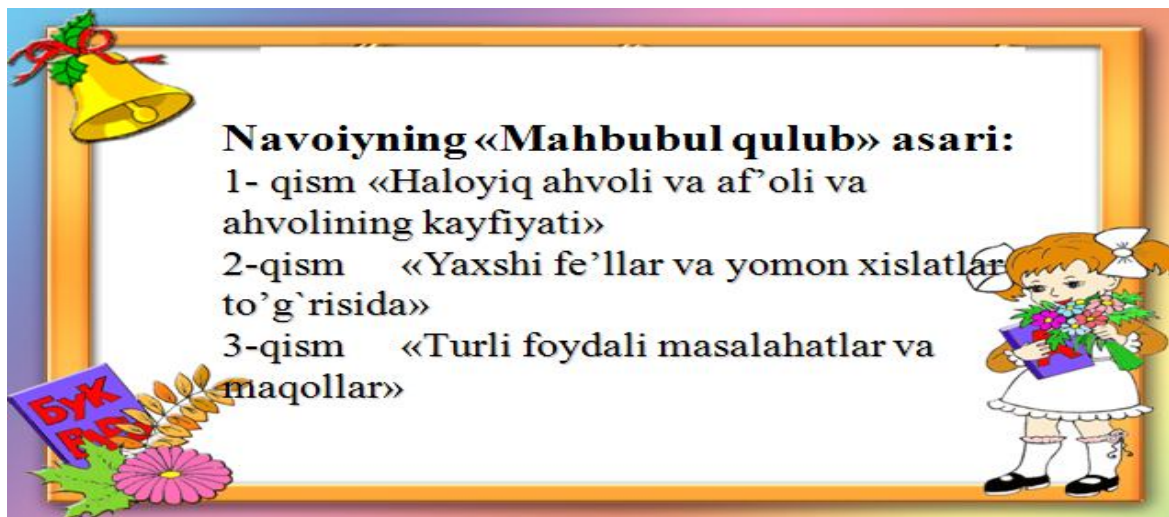 Navoiyning «Mahbubul qulub» asari:
1- qism «Haloyiq ahvoli va af’oli va
ahvolining kayfiyati»
2-qism «Yaxshi fe’llar va yomon xislatlar
to’g`risida»
3-qism «Turli foydali masalahatlar va
maqollar»
БУК